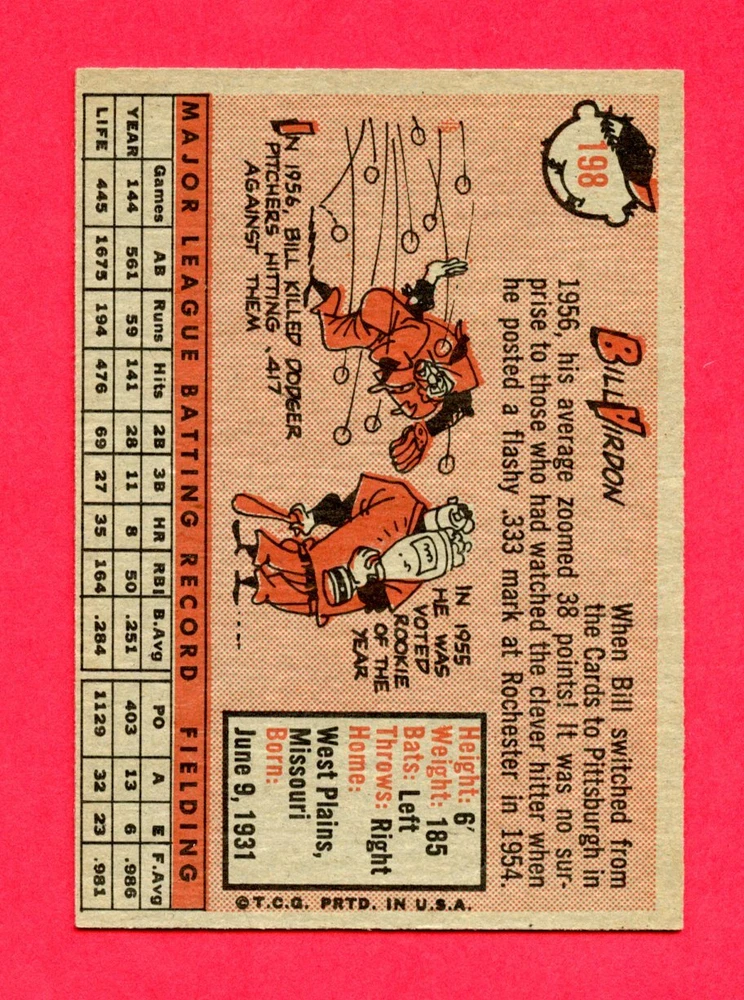 198
BILL VIRDON
When Bill switched from
the Cards to Pittsburgh in
1956, his average zoomed 38 points! It was no sur-
prise to those who had watched the clever hitter when
he posted a flashy .333 mark at Rochester in 1954.
IN 1956, BILL KILLED DODGER
PITCHERS HITTING .417
AGAINST THEM
IN 1955
HE WAS
VOTED
ROOKIE
OF THE
YEAR
Height: 6'
Weight: 185
Bats: Left
Throws: Right
Home:
West Plains,
Missouri
Born:
June 9, 1931
©T.C.G. PRTD. IN U.S.A.
MAJOR LEAGUE BATTING RECORD FIELDING
Games AB Runs Hits 2B 3B HR RBI B.Avg PO A E F.Avg
YEAR 144 561 59 141 28 11 8 50 .251 403 13 6 .986
LIFE 445 1675 194 476 69 27 35 164 .284 1129 32 23 .981